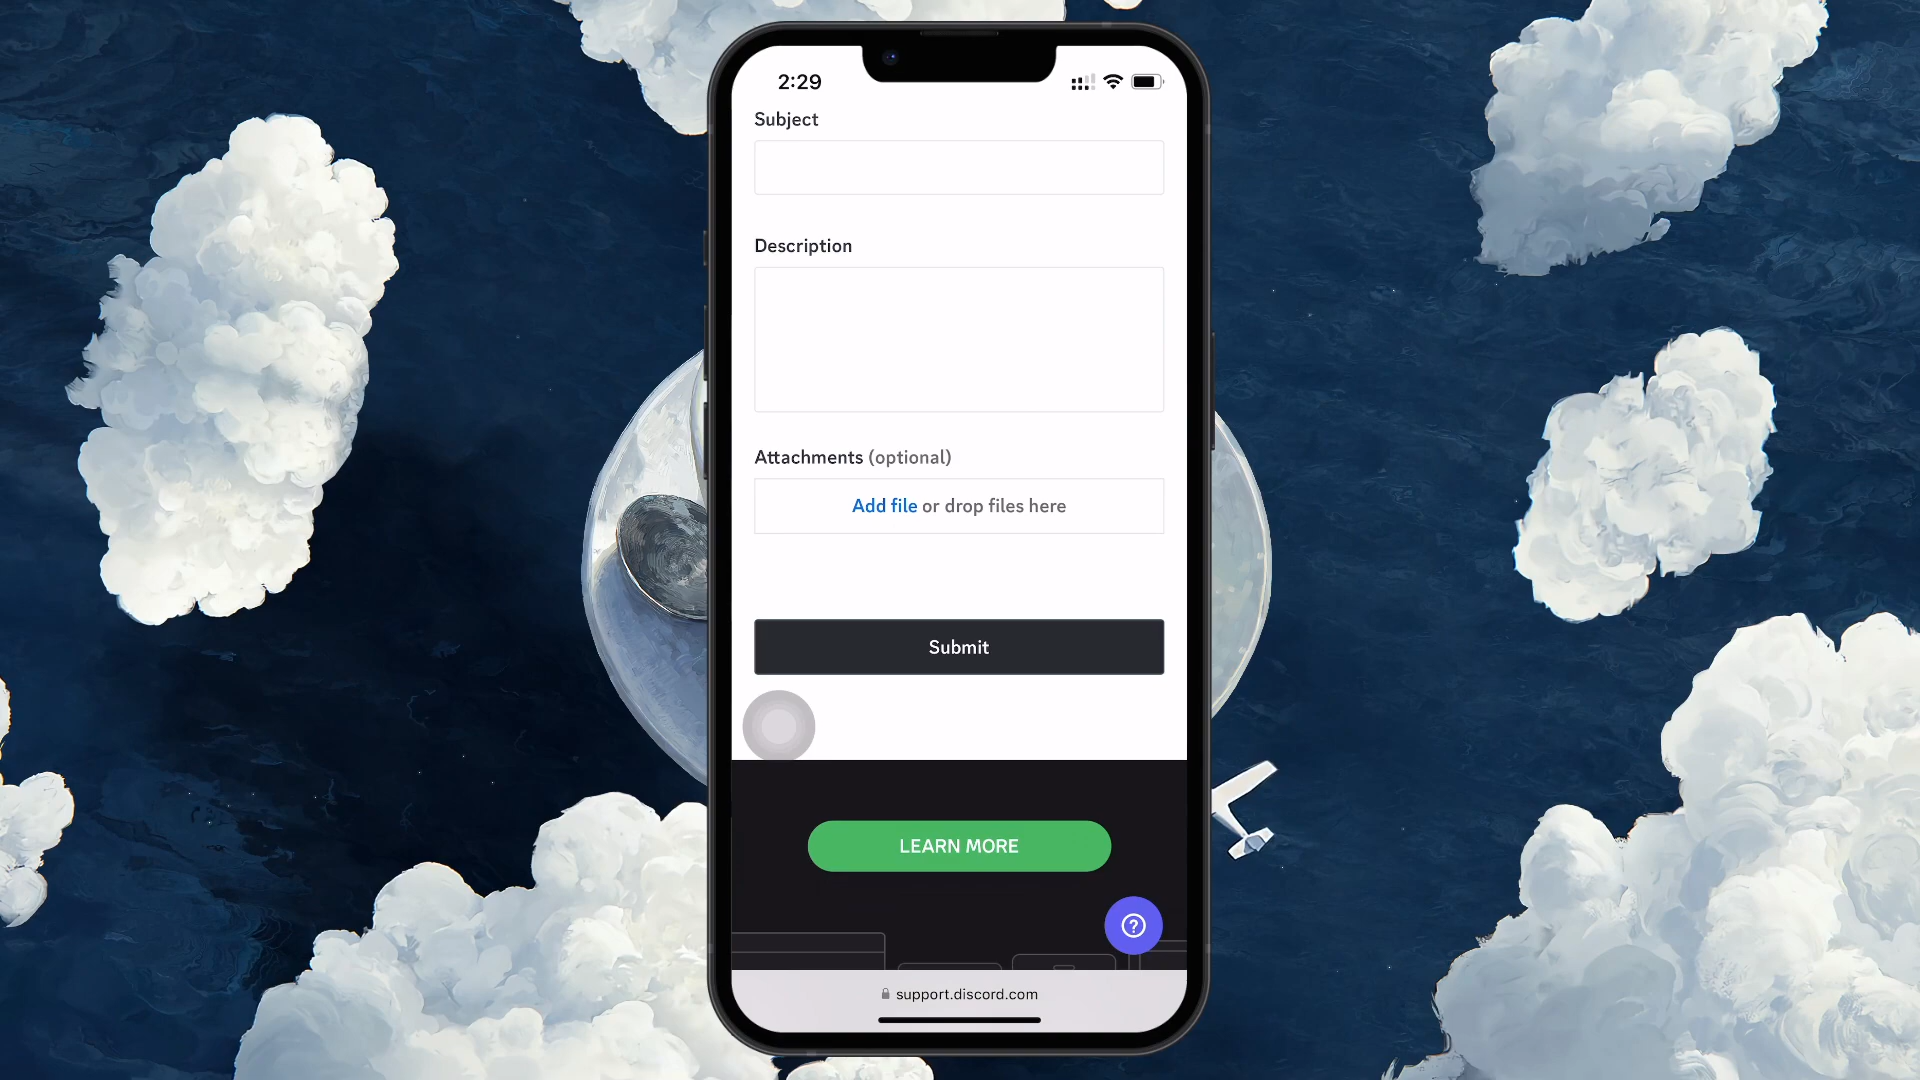 2:29
Subject
Description
Attachments (optional)
Add file or drop files here
Submit
LEARN MORE
?
support.discord.com